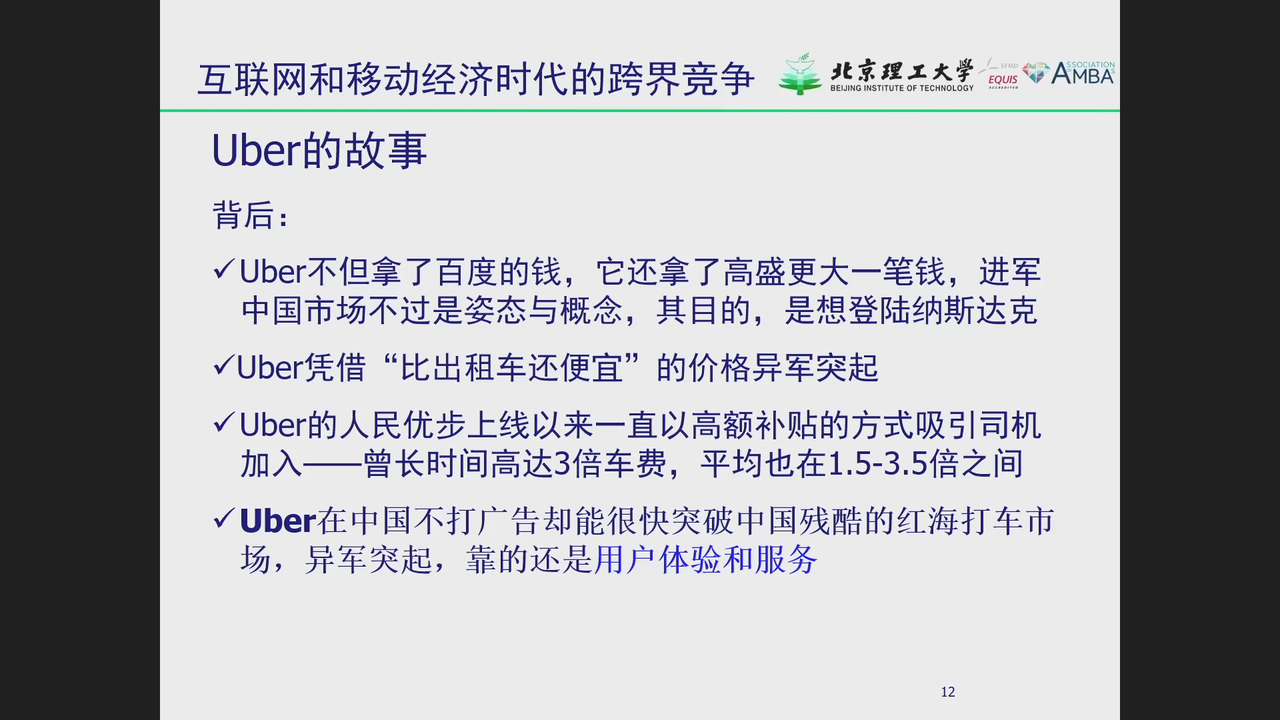 互联网和移动经济时代的跨界竞争
北京理工大学
BEIJING INSTITUTE OF TECHNOLOGY
EFMD
EQUIS
ACCREDITED
ASSOCIATION
AMBA
Uber的故事
背后：
✓Uber不但拿了百度的钱，它还拿了高盛更大一笔钱，进军
中国市场不过是姿态与概念，其目的，是想登陆纳斯达克
✓Uber凭借“比出租车还便宜”的价格异军突起
✓Uber的人民优步上线以来一直以高额补贴的方式吸引司机
加入——曾长时间高达3倍车费，平均也在1.5-3.5倍之间
✓Uber在中国不打广告却能很快突破中国残酷的红海打车市
场，异军突起，靠的还是用户体验和服务
12